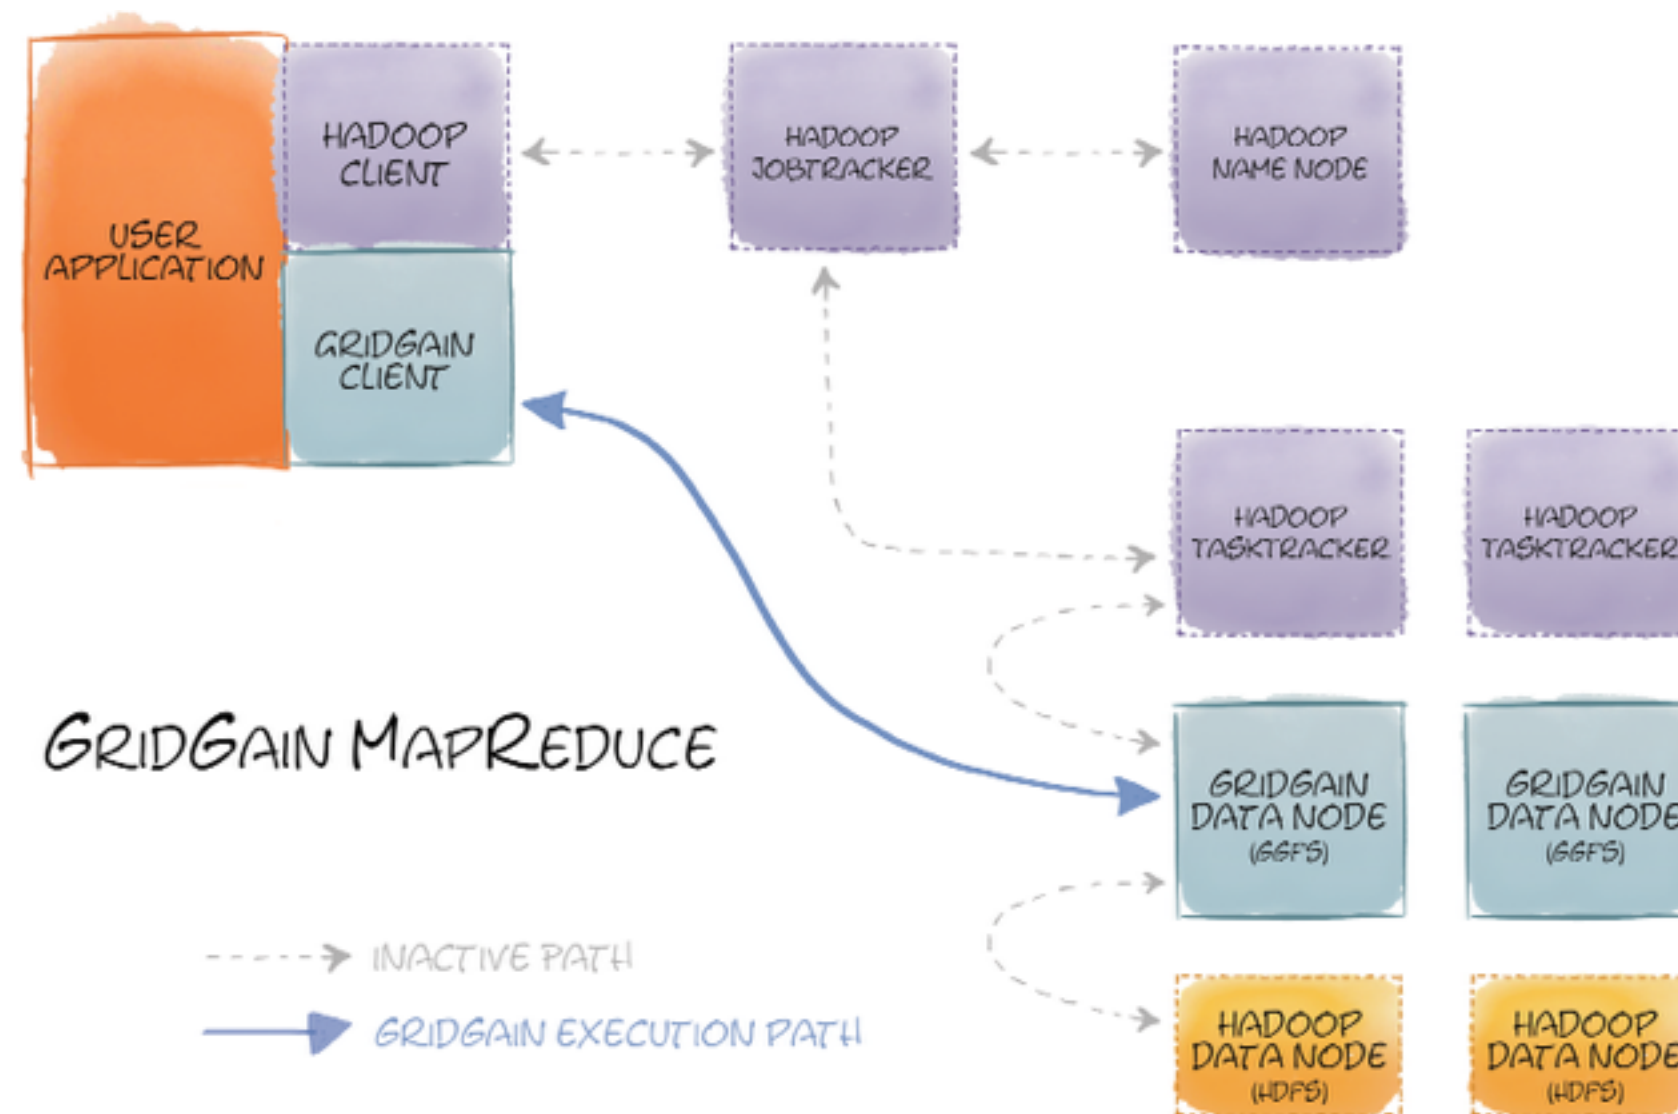 USER
APPLICATION
HADOOP
CLIENT
GRIDGAIN
CLIENT
HADOOP
JOBTRACKER
HADOOP
NAME NODE
HADOOP
TASKTRACKER
HADOOP
TASKTRACKER
GRIDGAIN MAPREDUCE
GRIDGAIN
DATA NODE
(GGFS)
GRIDGAIN
DATA NODE
(GGFS)
INACTIVE PATH
GRIDGAIN EXECUTION PATH
HADOOP
DATA NODE
(HDFS)
HADOOP
DATA NODE
(HDFS)